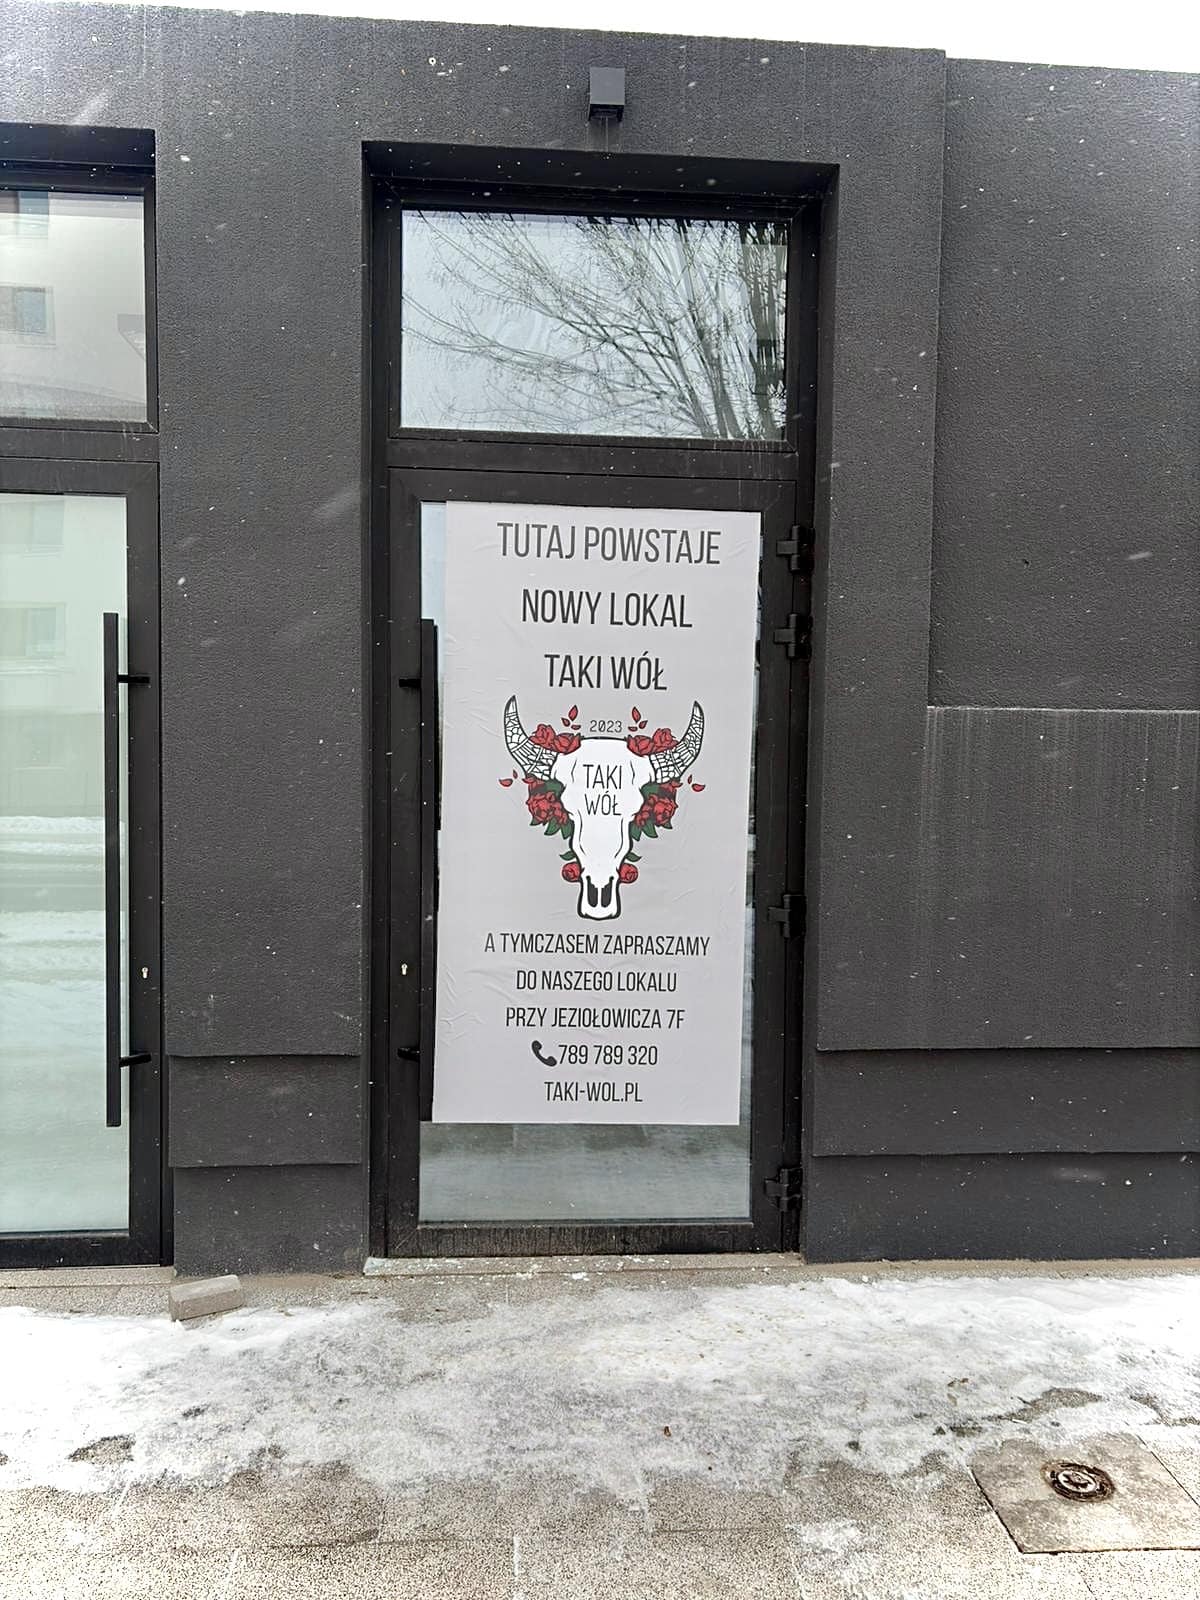 TUTAJ POWSTAJE
NOWY LOKAL
TAKI WÓŁ
2023
TAKI
WÓŁ
A TYMCZASEM ZAPRASZAMY
DO NASZEGO LOKALU
PRZY JEZIOŁOWICZA 7F
789 789 320
TAKI-WOL.PL